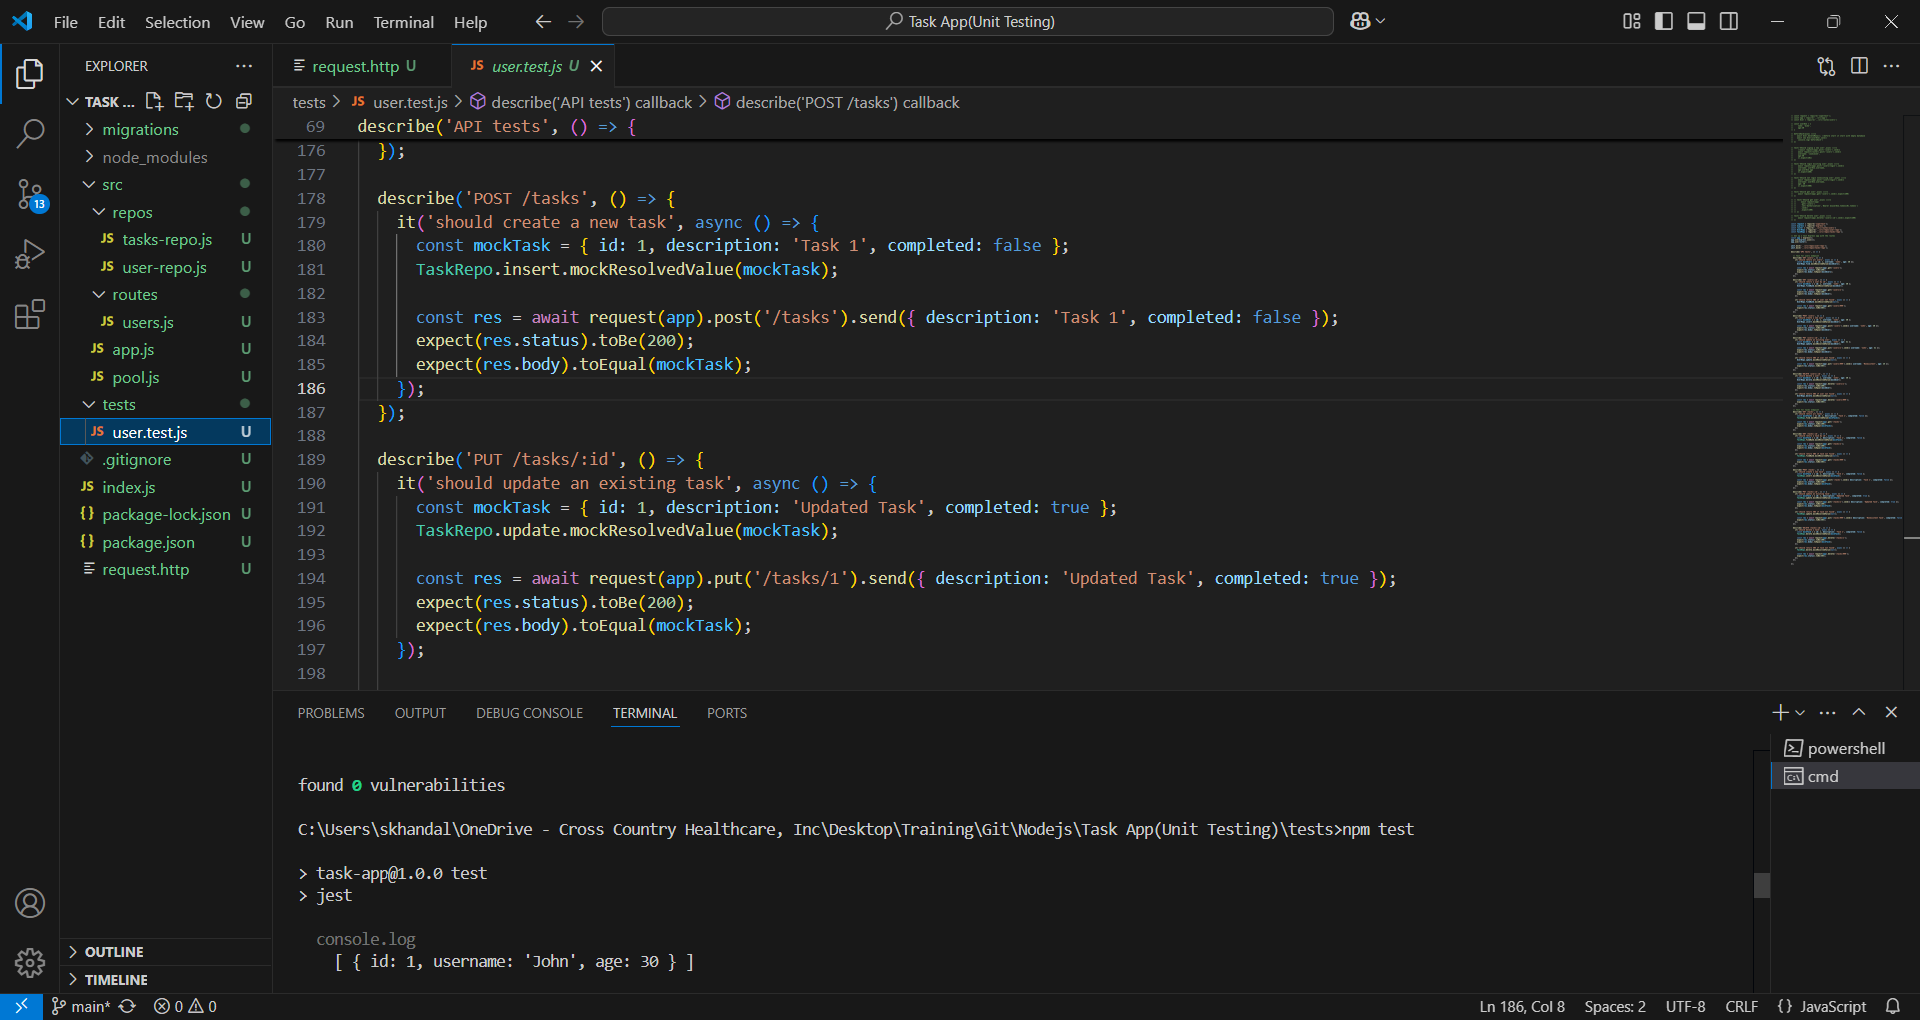 File Edit Selection View Go Run Terminal Help
Task App(Unit Testing)
EXPLORER
TASK ...
migrations
node_modules
src
repos
JS tasks-repo.js U
JS user-repo.js U
routes
JS users.js U
JS app.js U
JS pool.js U
tests
JS user.test.js U
.gitignore U
JS index.js U
{} package-lock.json U
{} package.json U
request.http U
OUTLINE
TIMELINE
13
request.http U
JS user.test.js U
tests > JS user.test.js > describe('API tests') callback > describe('POST /tasks') callback
69 describe('API tests', () => {
176 });
177
178 describe('POST /tasks', () => {
179 it('should create a new task', async () => {
180 const mockTask = { id: 1, description: 'Task 1', completed: false };
181 TaskRepo.insert.mockResolvedValue(mockTask);
182
183 const res = await request(app).post('/tasks').send({ description: 'Task 1', completed: false });
184 expect(res.status).toBe(200);
185 expect(res.body).toEqual(mockTask);
186 });
187 });
188
189 describe('PUT /tasks/:id', () => {
190 it('should update an existing task', async () => {
191 const mockTask = { id: 1, description: 'Updated Task', completed: true };
192 TaskRepo.update.mockResolvedValue(mockTask);
193
194 const res = await request(app).put('/tasks/1').send({ description: 'Updated Task', completed: true });
195 expect(res.status).toBe(200);
196 expect(res.body).toEqual(mockTask);
197 });
198
PROBLEMS OUTPUT DEBUG CONSOLE TERMINAL PORTS
found 0 vulnerabilities
C:\Users\skhandal\OneDrive - Cross Country Healthcare, Inc\Desktop\Training\Git\Nodejs\Task App(Unit Testing)\tests>npm test
> task-app@1.0.0 test
> jest
console.log
[ { id: 1, username: 'John', age: 30 } ]
powershell
cmd
main* 0 0
Ln 186, Col 8 Spaces: 2 UTF-8 CRLF {} JavaScript